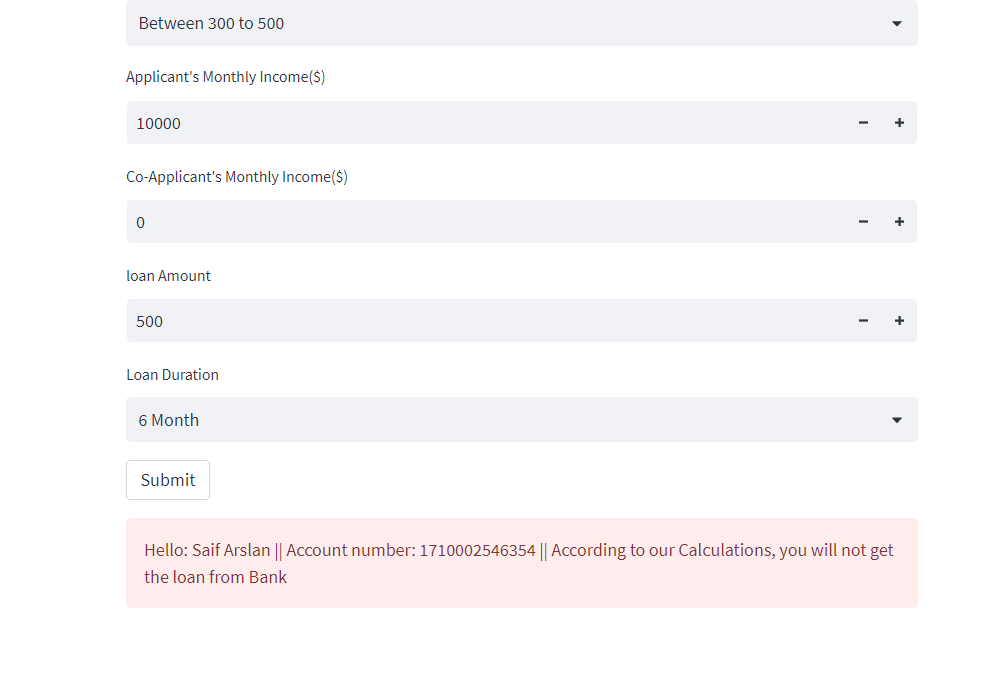 Between 300 to 500
Applicant's Monthly Income($)
10000
Co-Applicant's Monthly Income($)
0
loan Amount
500
Loan Duration
6 Month
Submit
Hello: Saif Arslan || Account number: 1710002546354 || According to our Calculations, you will not get
the loan from Bank